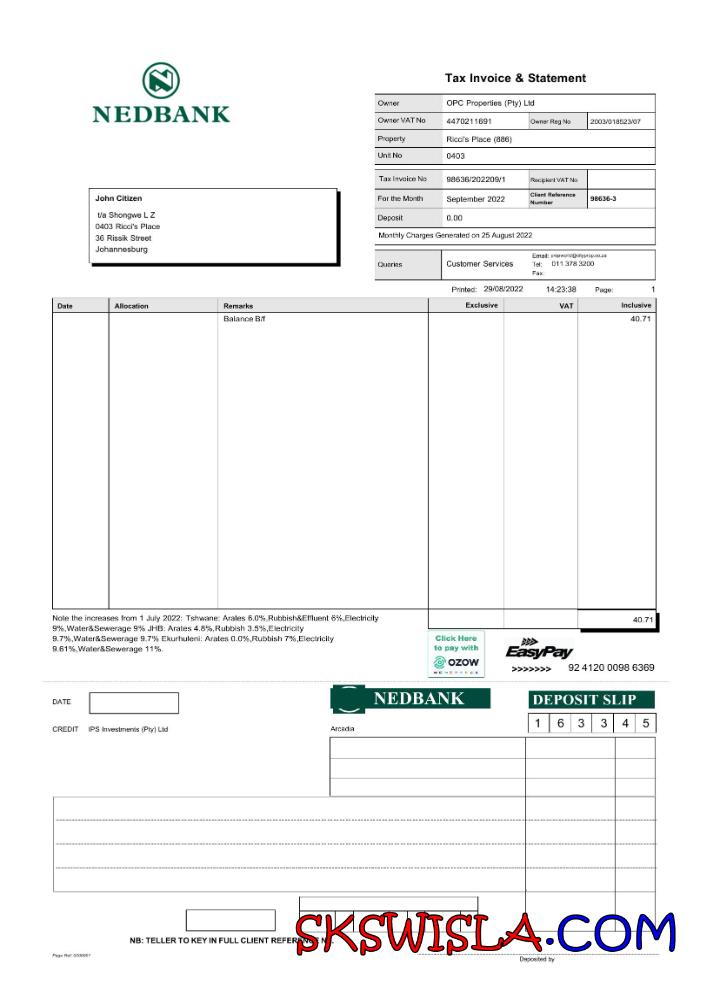 NEDBANK
Tax Invoice & Statement
Owner OPC Properties (Pty) Ltd
Owner VAT No 4470211691 Owner Reg No 2003/018523/07
Property Ricci's Place (886)
Unit No 0403
Tax Invoice No 98636/202209/1 Recipient VAT No
For the Month September 2022 Client Reference Number 98636-3
Deposit 0.00
Monthly Charges Generated on 25 August 2022
Queries Customer Services Email:
Tel: 011 378 3200
Fax:
John Citizen
t/a Shongwe L Z
0403 Ricci's Place
36 Rissik Street
Johannesburg
Printed: 29/08/2022 14:23:38 Page: 1
Date Allocation Remarks Exclusive VAT Inclusive
Balance B/f 40.71
40.71
Note the increases from 1 July 2022: Tshwane: Arates 6.0%,Rubbish&Effluent 6%,Electricity
9%,Water&Sewerage 9% JHB: Arates 4.8%,Rubbish 3.5%,Electricity
9.7%,Water&Sewerage 9.7% Ekurhuleni: Arates 0.0%,Rubbish 7%,Electricity
9.61%,Water&Sewerage 11%.
Click Here
to pay with
OZOW
EasyPay
>>>>>>> 92 4120 0098 6369
DATE
NEDBANK
DEPOSIT SLIP
1 6 3 3 4 5
CREDIT IPS Investments (Pty) Ltd
Arcadia
NB: TELLER TO KEY IN FULL CLIENT
SKSWISLA.COM
Deposited by